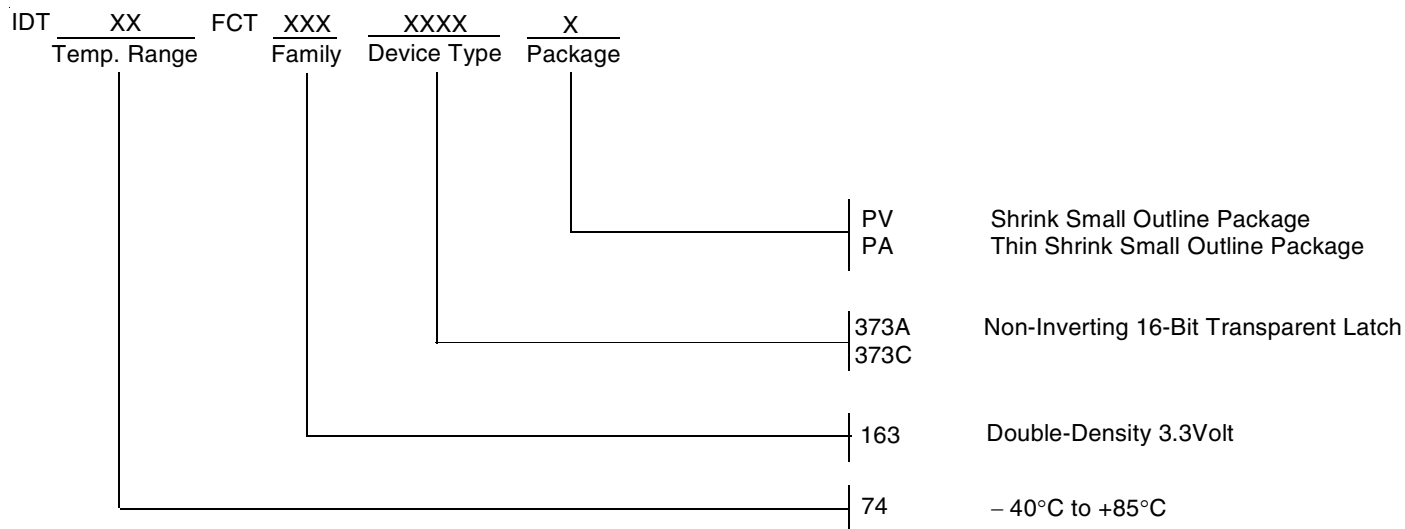 IDT XX FCT XXX XXXX X
Temp. Range Family Device Type Package
PV Shrink Small Outline Package
PA Thin Shrink Small Outline Package
373A Non-Inverting 16-Bit Transparent Latch
373C
163 Double-Density 3.3Volt
74 – 40°C to +85°C